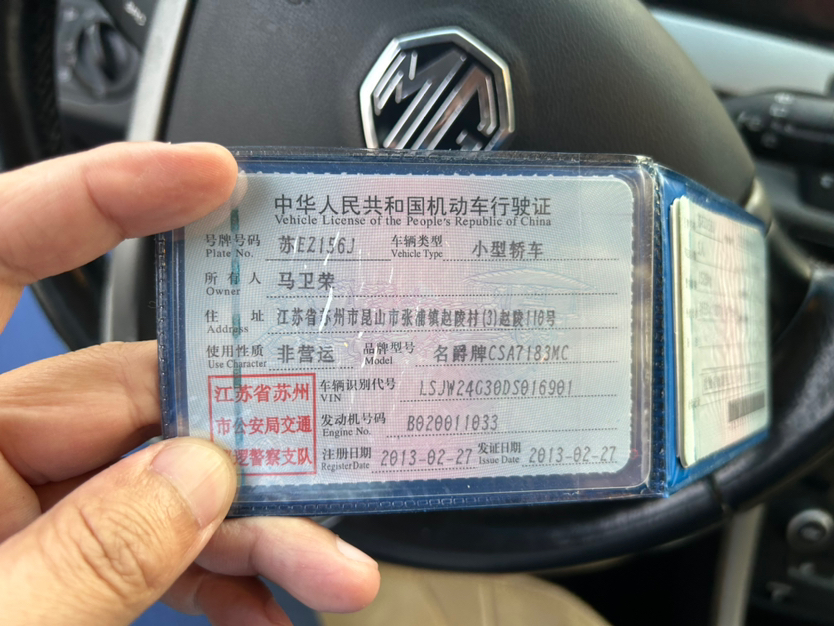 MG
中华人民共和国机动车行驶证
Vehicle License of the People's Republic of China
号牌号码 苏EZ156J 车辆类型 小型轿车
Plate No. Vehicle Type
所有人 马卫荣
Owner
住址 江苏省苏州市昆山市张浦镇赵陵村(3)赵陵110号
Address
使用性质 非营运 品牌型号 名爵牌CSA7183MC
Use Character Model
江苏省苏州 车辆识别代号 LSJW24G30DS016901
VIN
市公安局交通 发动机号码 B020011033
Engine No.
巡警察支队 注册日期 2013-02-27 发证日期 2013-02-27
Register Date Issue Date